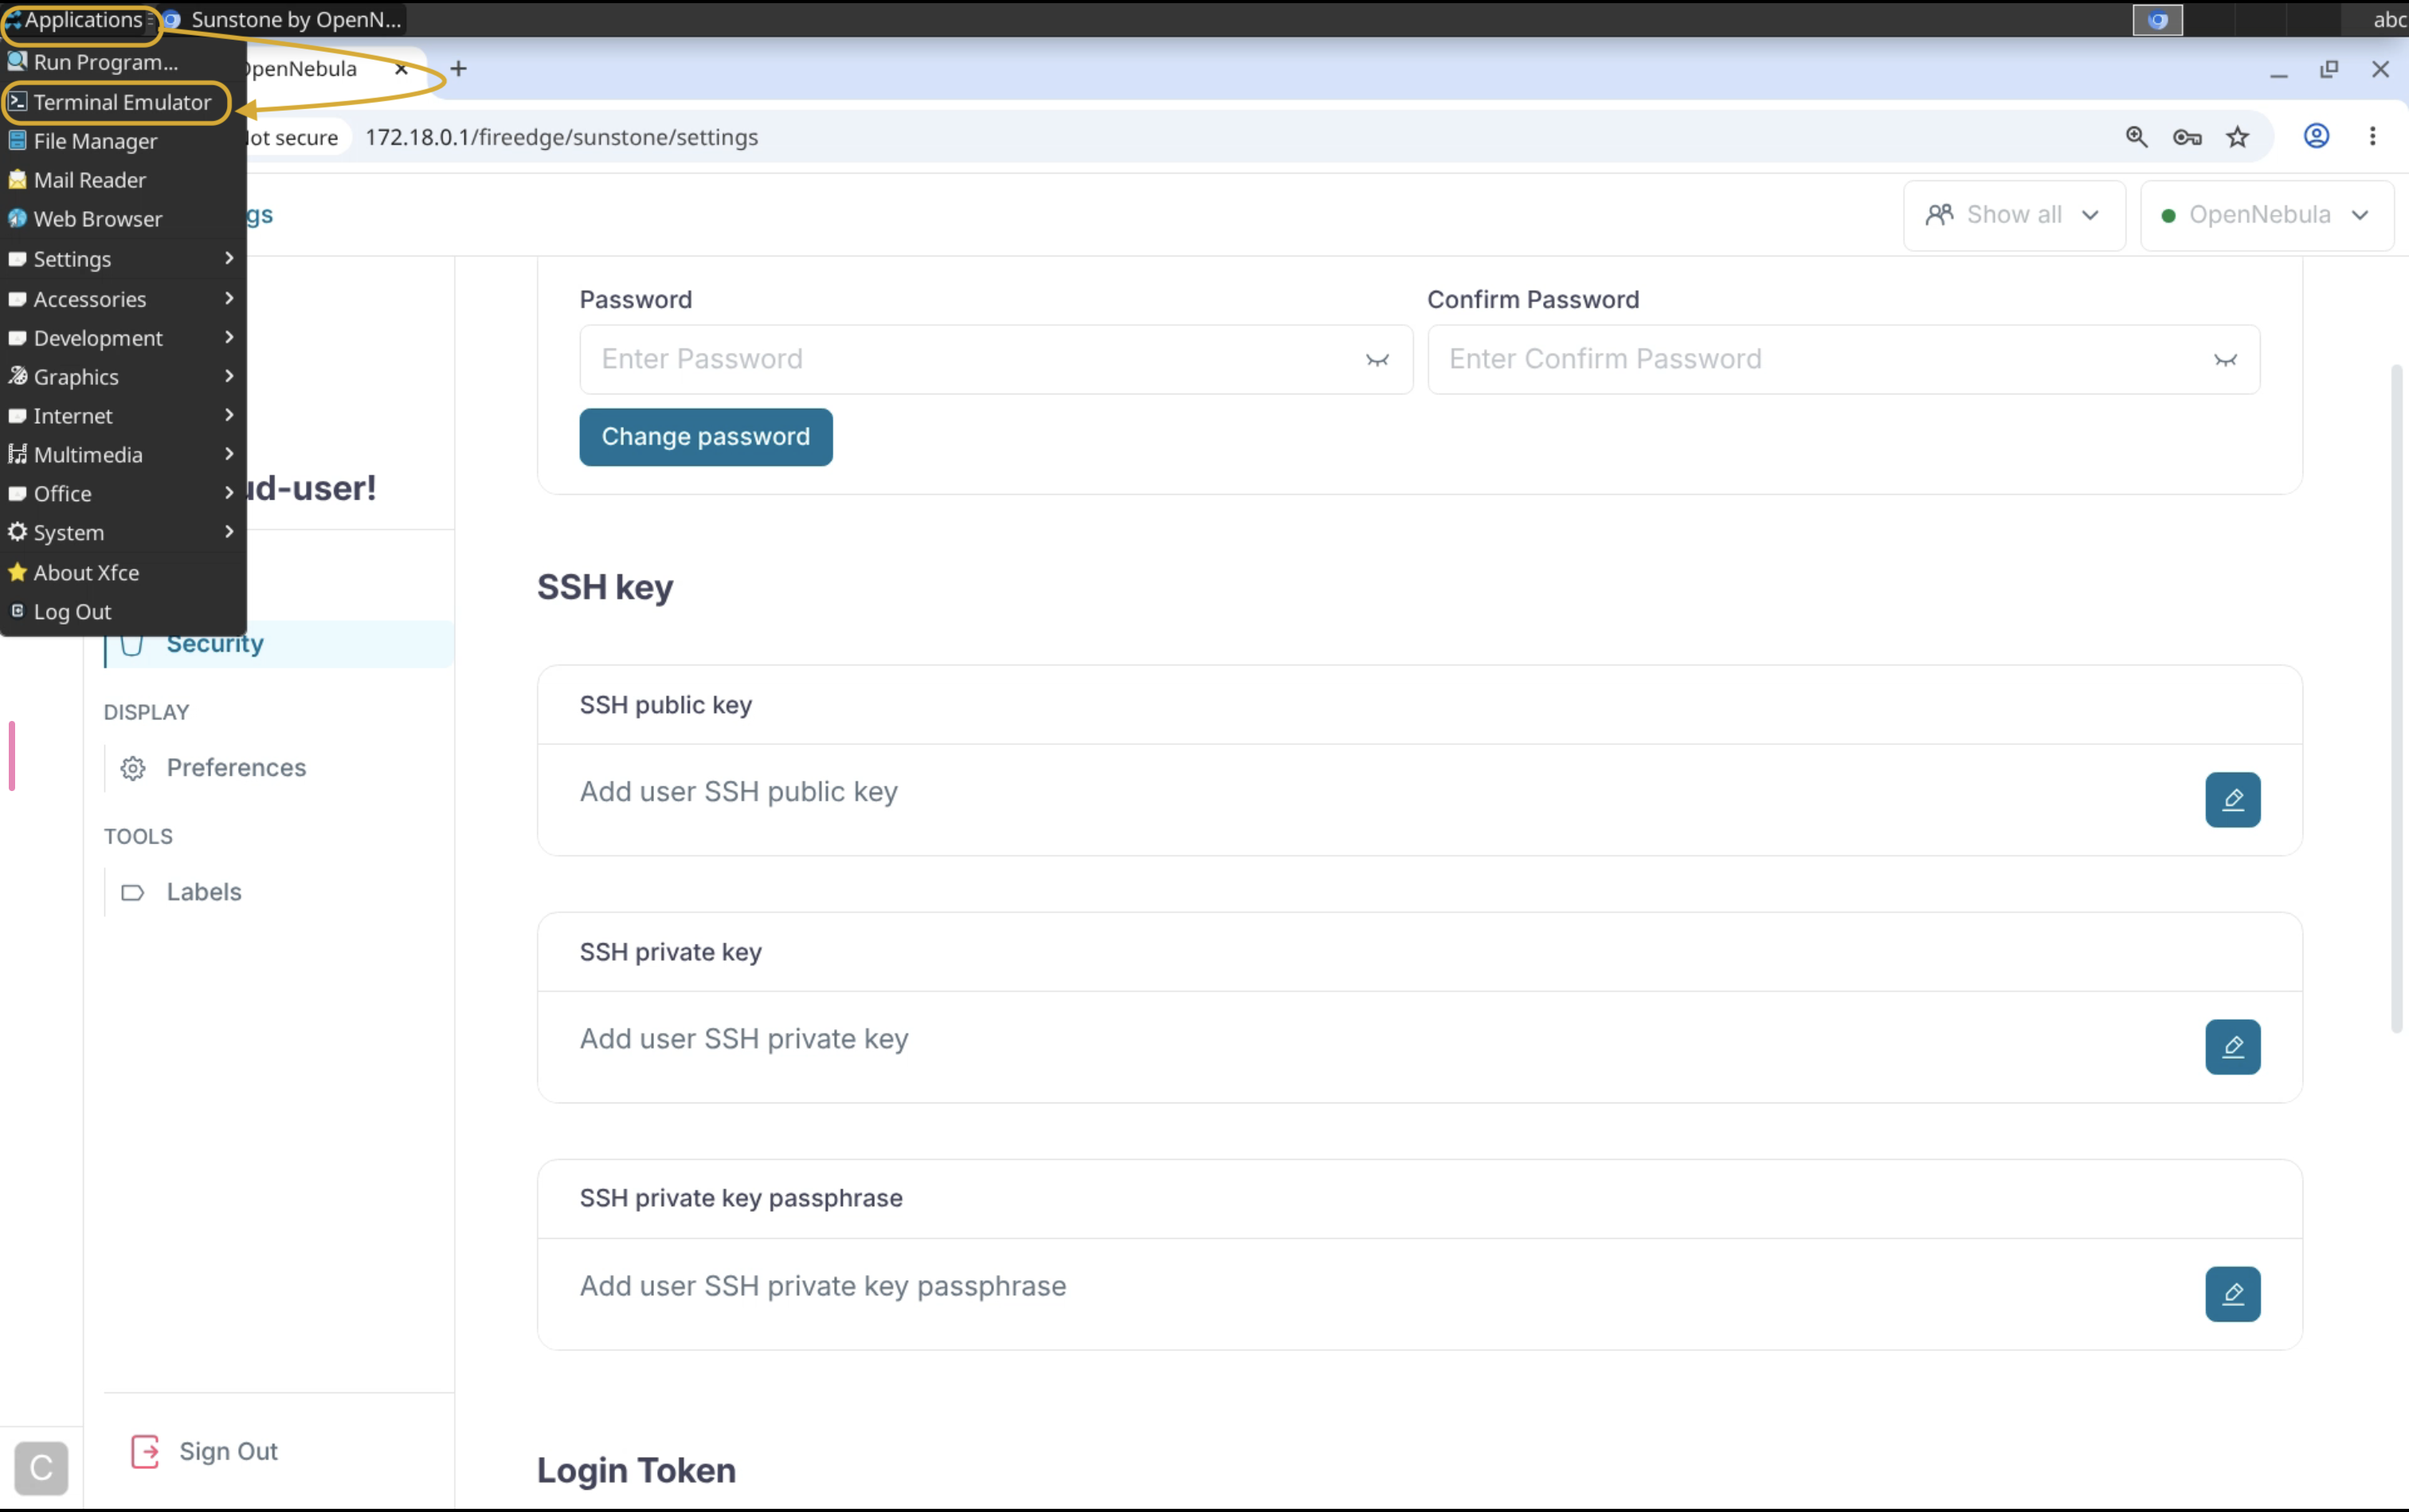 Applications Sunstone by OpenN... abc
Run Program...
OpenNebula
Terminal Emulator
File Manager
Not secure 172.18.0.1/fireedge/sunstone/settings
Mail Reader
Web Browser
gs
Show all
OpenNebula
Settings
Accessories
Development
Graphics
Internet
Multimedia
Office
System
About Xfce
Log Out
ud-user!
Security
DISPLAY
Preferences
TOOLS
Labels
Sign Out
C
Password
Confirm Password
Enter Password
Enter Confirm Password
Change password
SSH key
SSH public key
Add user SSH public key
SSH private key
Add user SSH private key
SSH private key passphrase
Add user SSH private key passphrase
Login Token